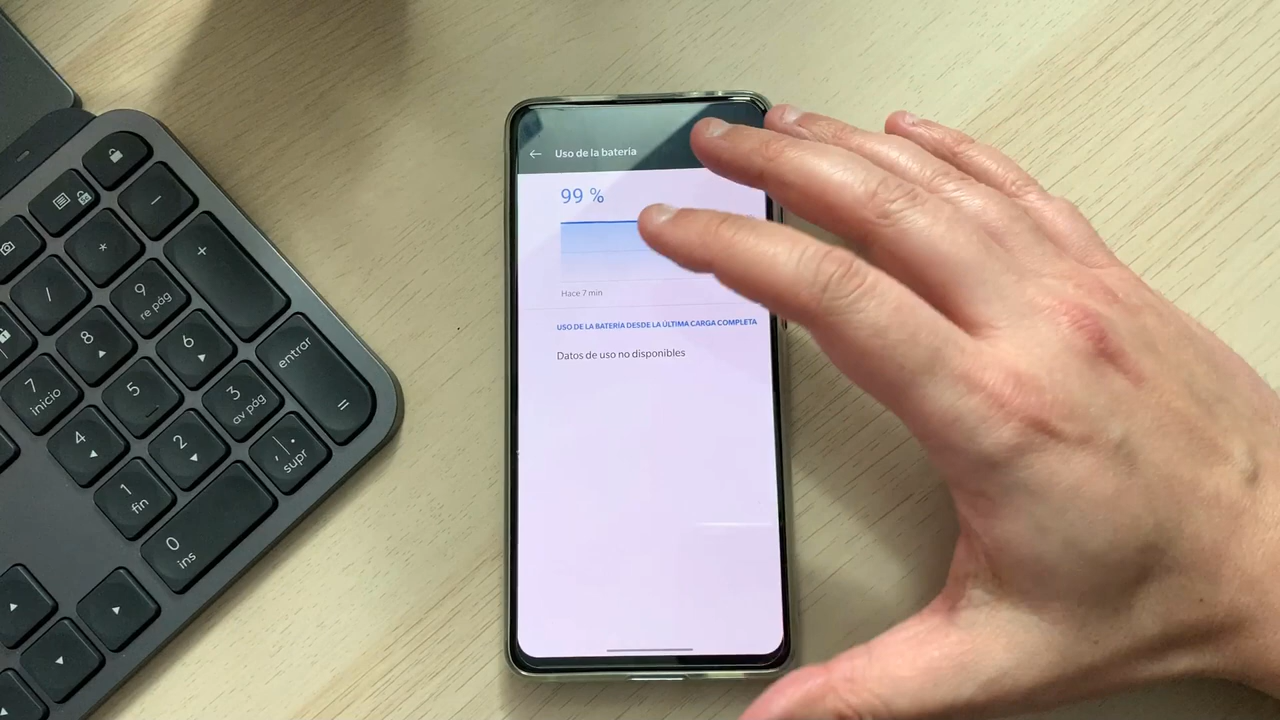 ← Uso de la batería
99 %
Hace 7 min
USO DE LA BATERÍA DESDE LA ÚLTIMA CARGA COMPLETA
Datos de uso no disponibles
-
+
*
/
9
re pág
8
6
entrar
=
7
inicio
5
3
av pág
4
2
, .
supr
1
fin
0
ins